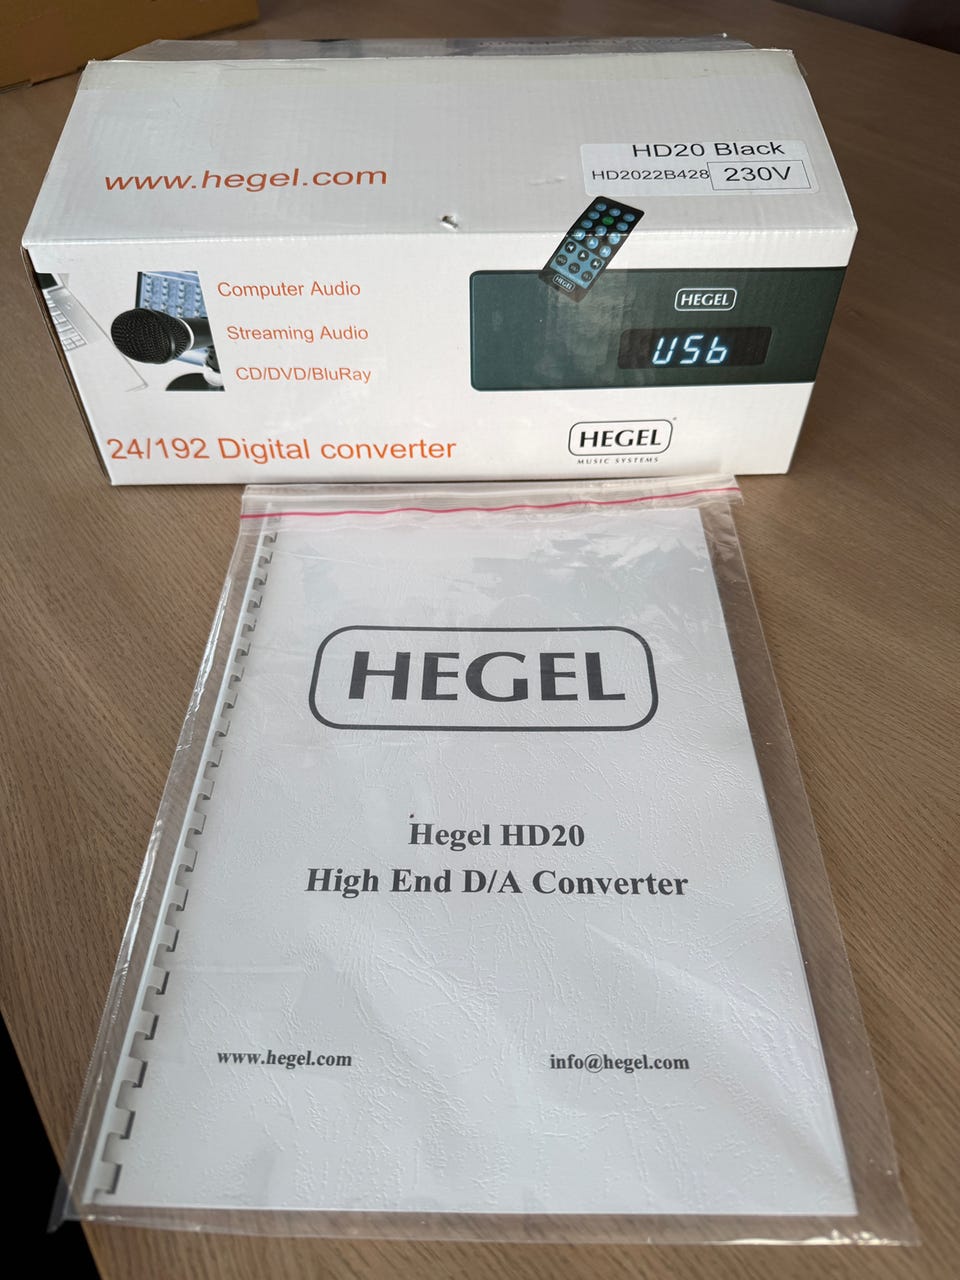 www.hegel.com
HD20 Black
HD2022B428
230V
Computer Audio
Streaming Audio
CD/DVD/BluRay
24/192 Digital converter
HEGEL
HEGEL
USb
HEGEL
MUSIC SYSTEMS
HEGEL
Hegel HD20
High End D/A Converter
www.hegel.com
info@hegel.com